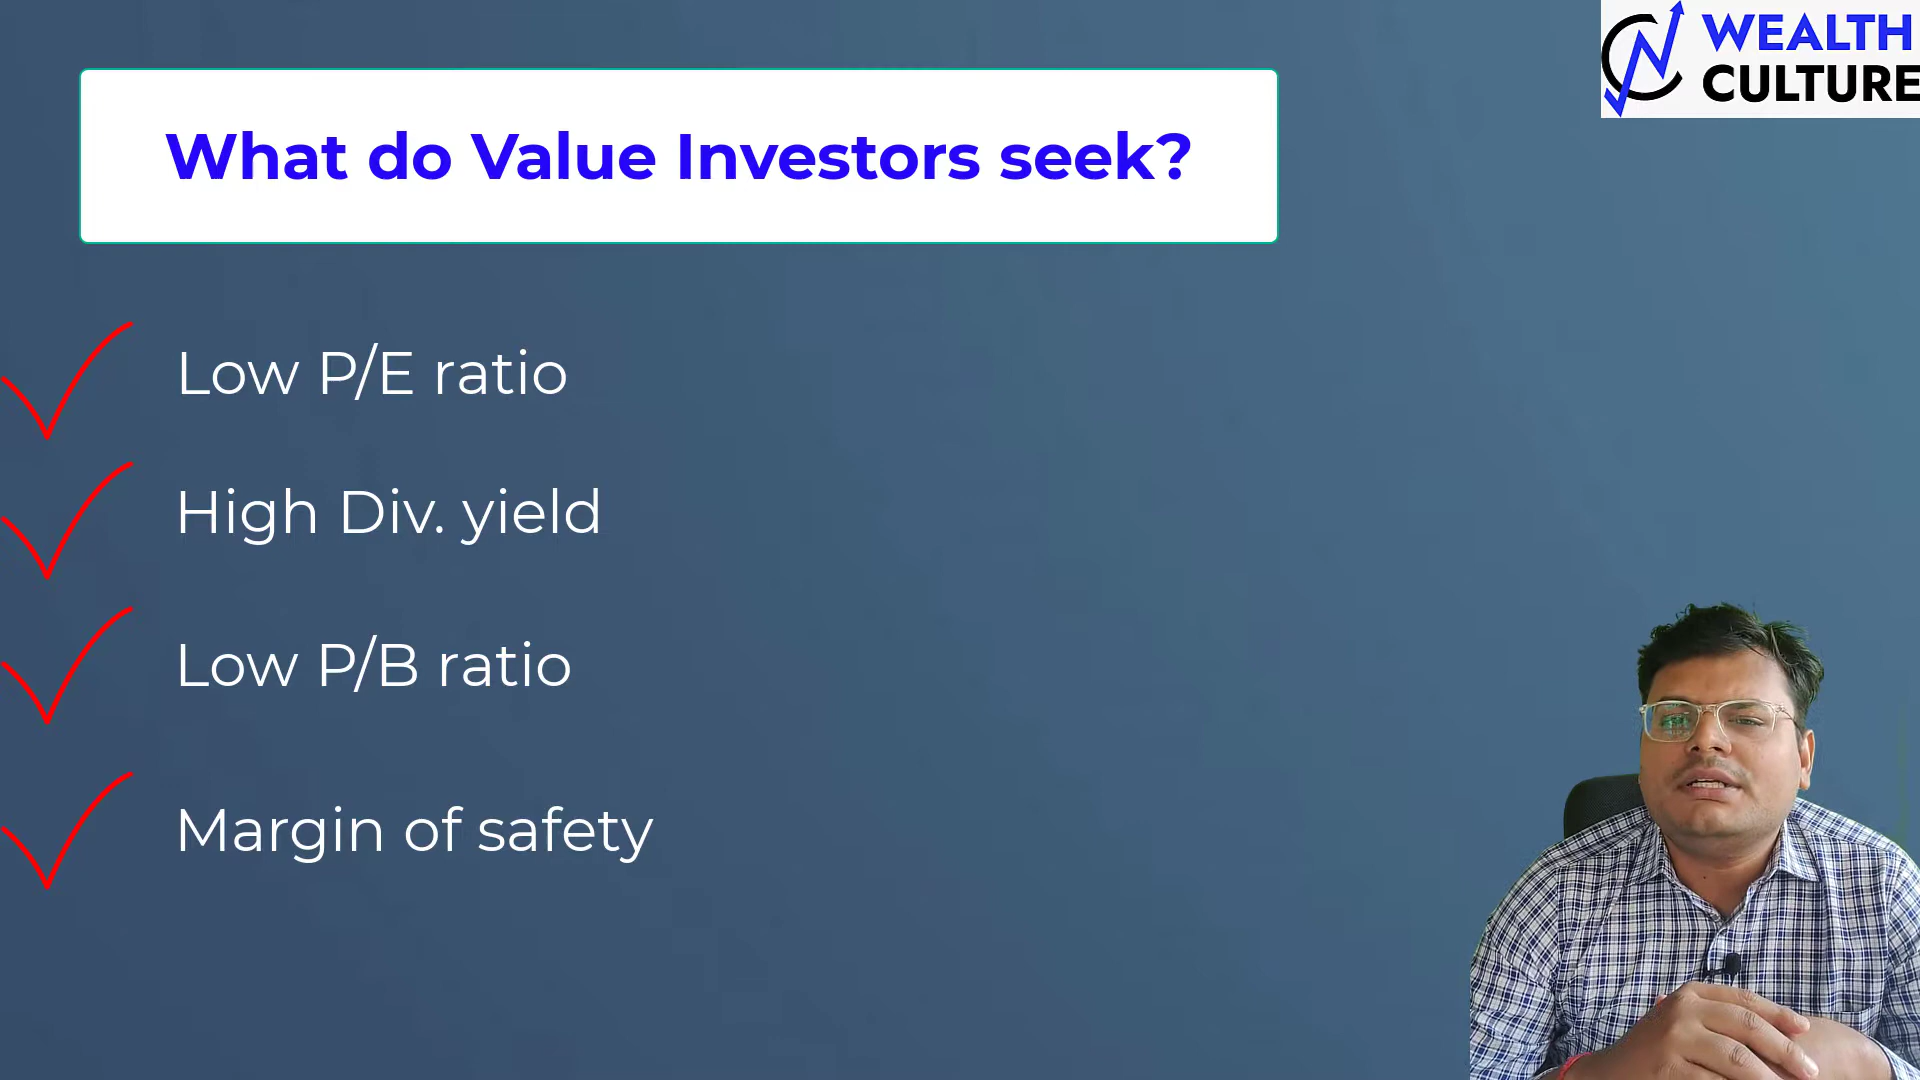 WEALTH
CULTURE
What do Value Investors seek?
Low P/E ratio
High Div. yield
Low P/B ratio
Margin of safety